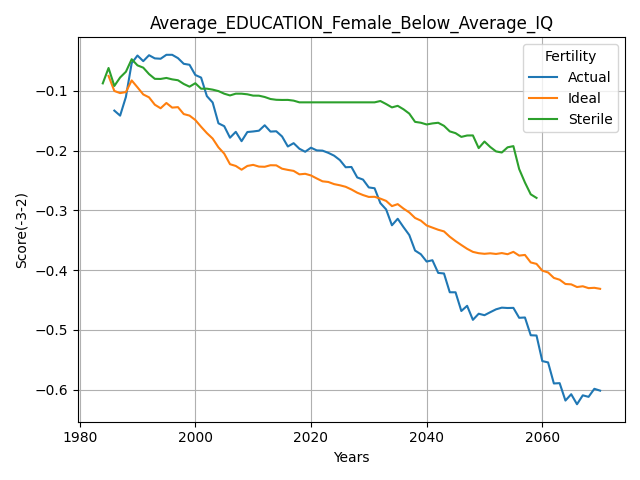 Average_EDUCATION_Female_Below_Average_IQ
Fertility
Actual
Ideal
Sterile
Score(-3-2)
−0.1
−0.2
−0.3
−0.4
−0.5
−0.6
1980
2000
2020
2040
2060
Years